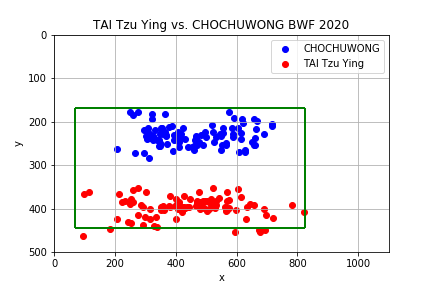 TAI Tzu Ying vs. CHOCHUWONG BWF 2020
CHOCHUWONG
TAI Tzu Ying
0
100
200
300
400
500
y
0 200 400 600 800 1000
x